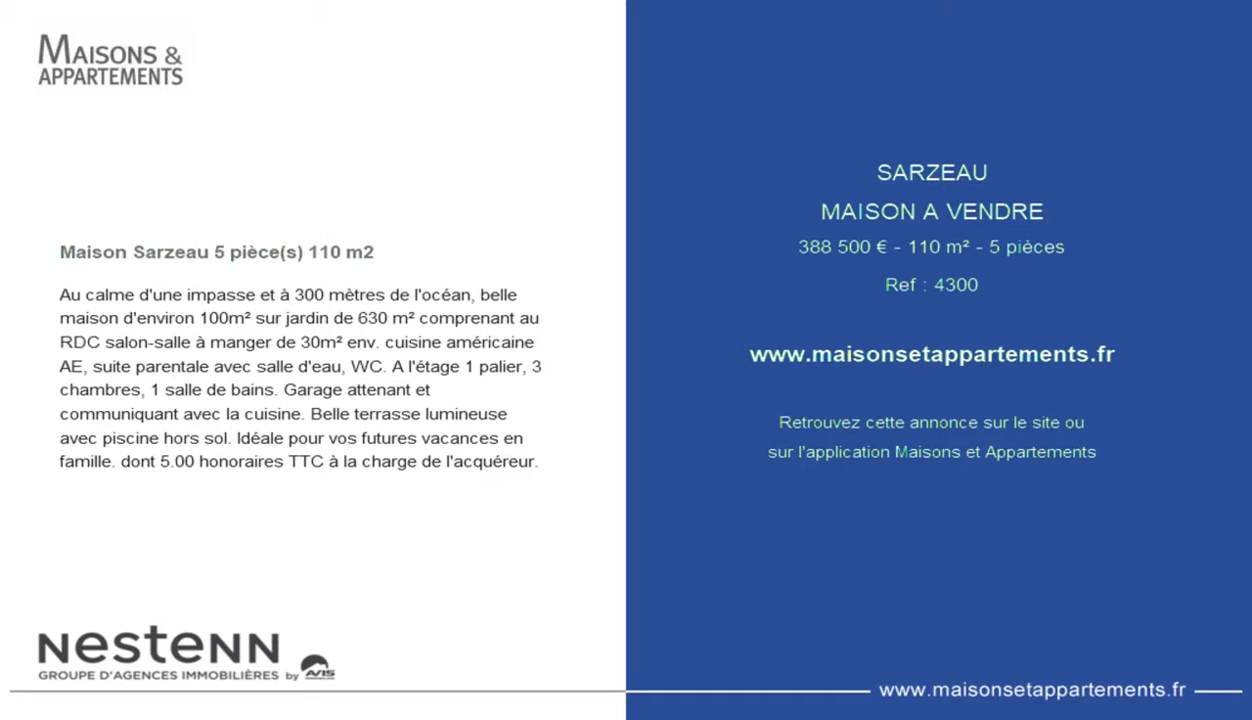 MAISONS &
APPARTEMENTS
Maison Sarzeau 5 pièce(s) 110 m2
Au calme d'une impasse et à 300 mètres de l'océan, belle
maison d'environ 100m² sur jardin de 630 m² comprenant au
RDC salon-salle à manger de 30m² env. cuisine américaine
AE, suite parentale avec salle d'eau, WC. A l'étage 1 palier, 3
chambres, 1 salle de bains. Garage attenant et
communiquant avec la cuisine. Belle terrasse lumineuse
avec piscine hors sol. Idéale pour vos futures vacances en
famille. dont 5.00 honoraires TTC à la charge de l'acquéreur.
Nestenn
GROUPE D'AGENCES IMMOBILIÈRES by AVIS
SARZEAU
MAISON A VENDRE
388 500 € - 110 m² - 5 pièces
Ref : 4300
www.maisonsetappartements.fr
Retrouvez cette annonce sur le site ou
sur l'application Maisons et Appartements
www.maisonsetappartements.fr